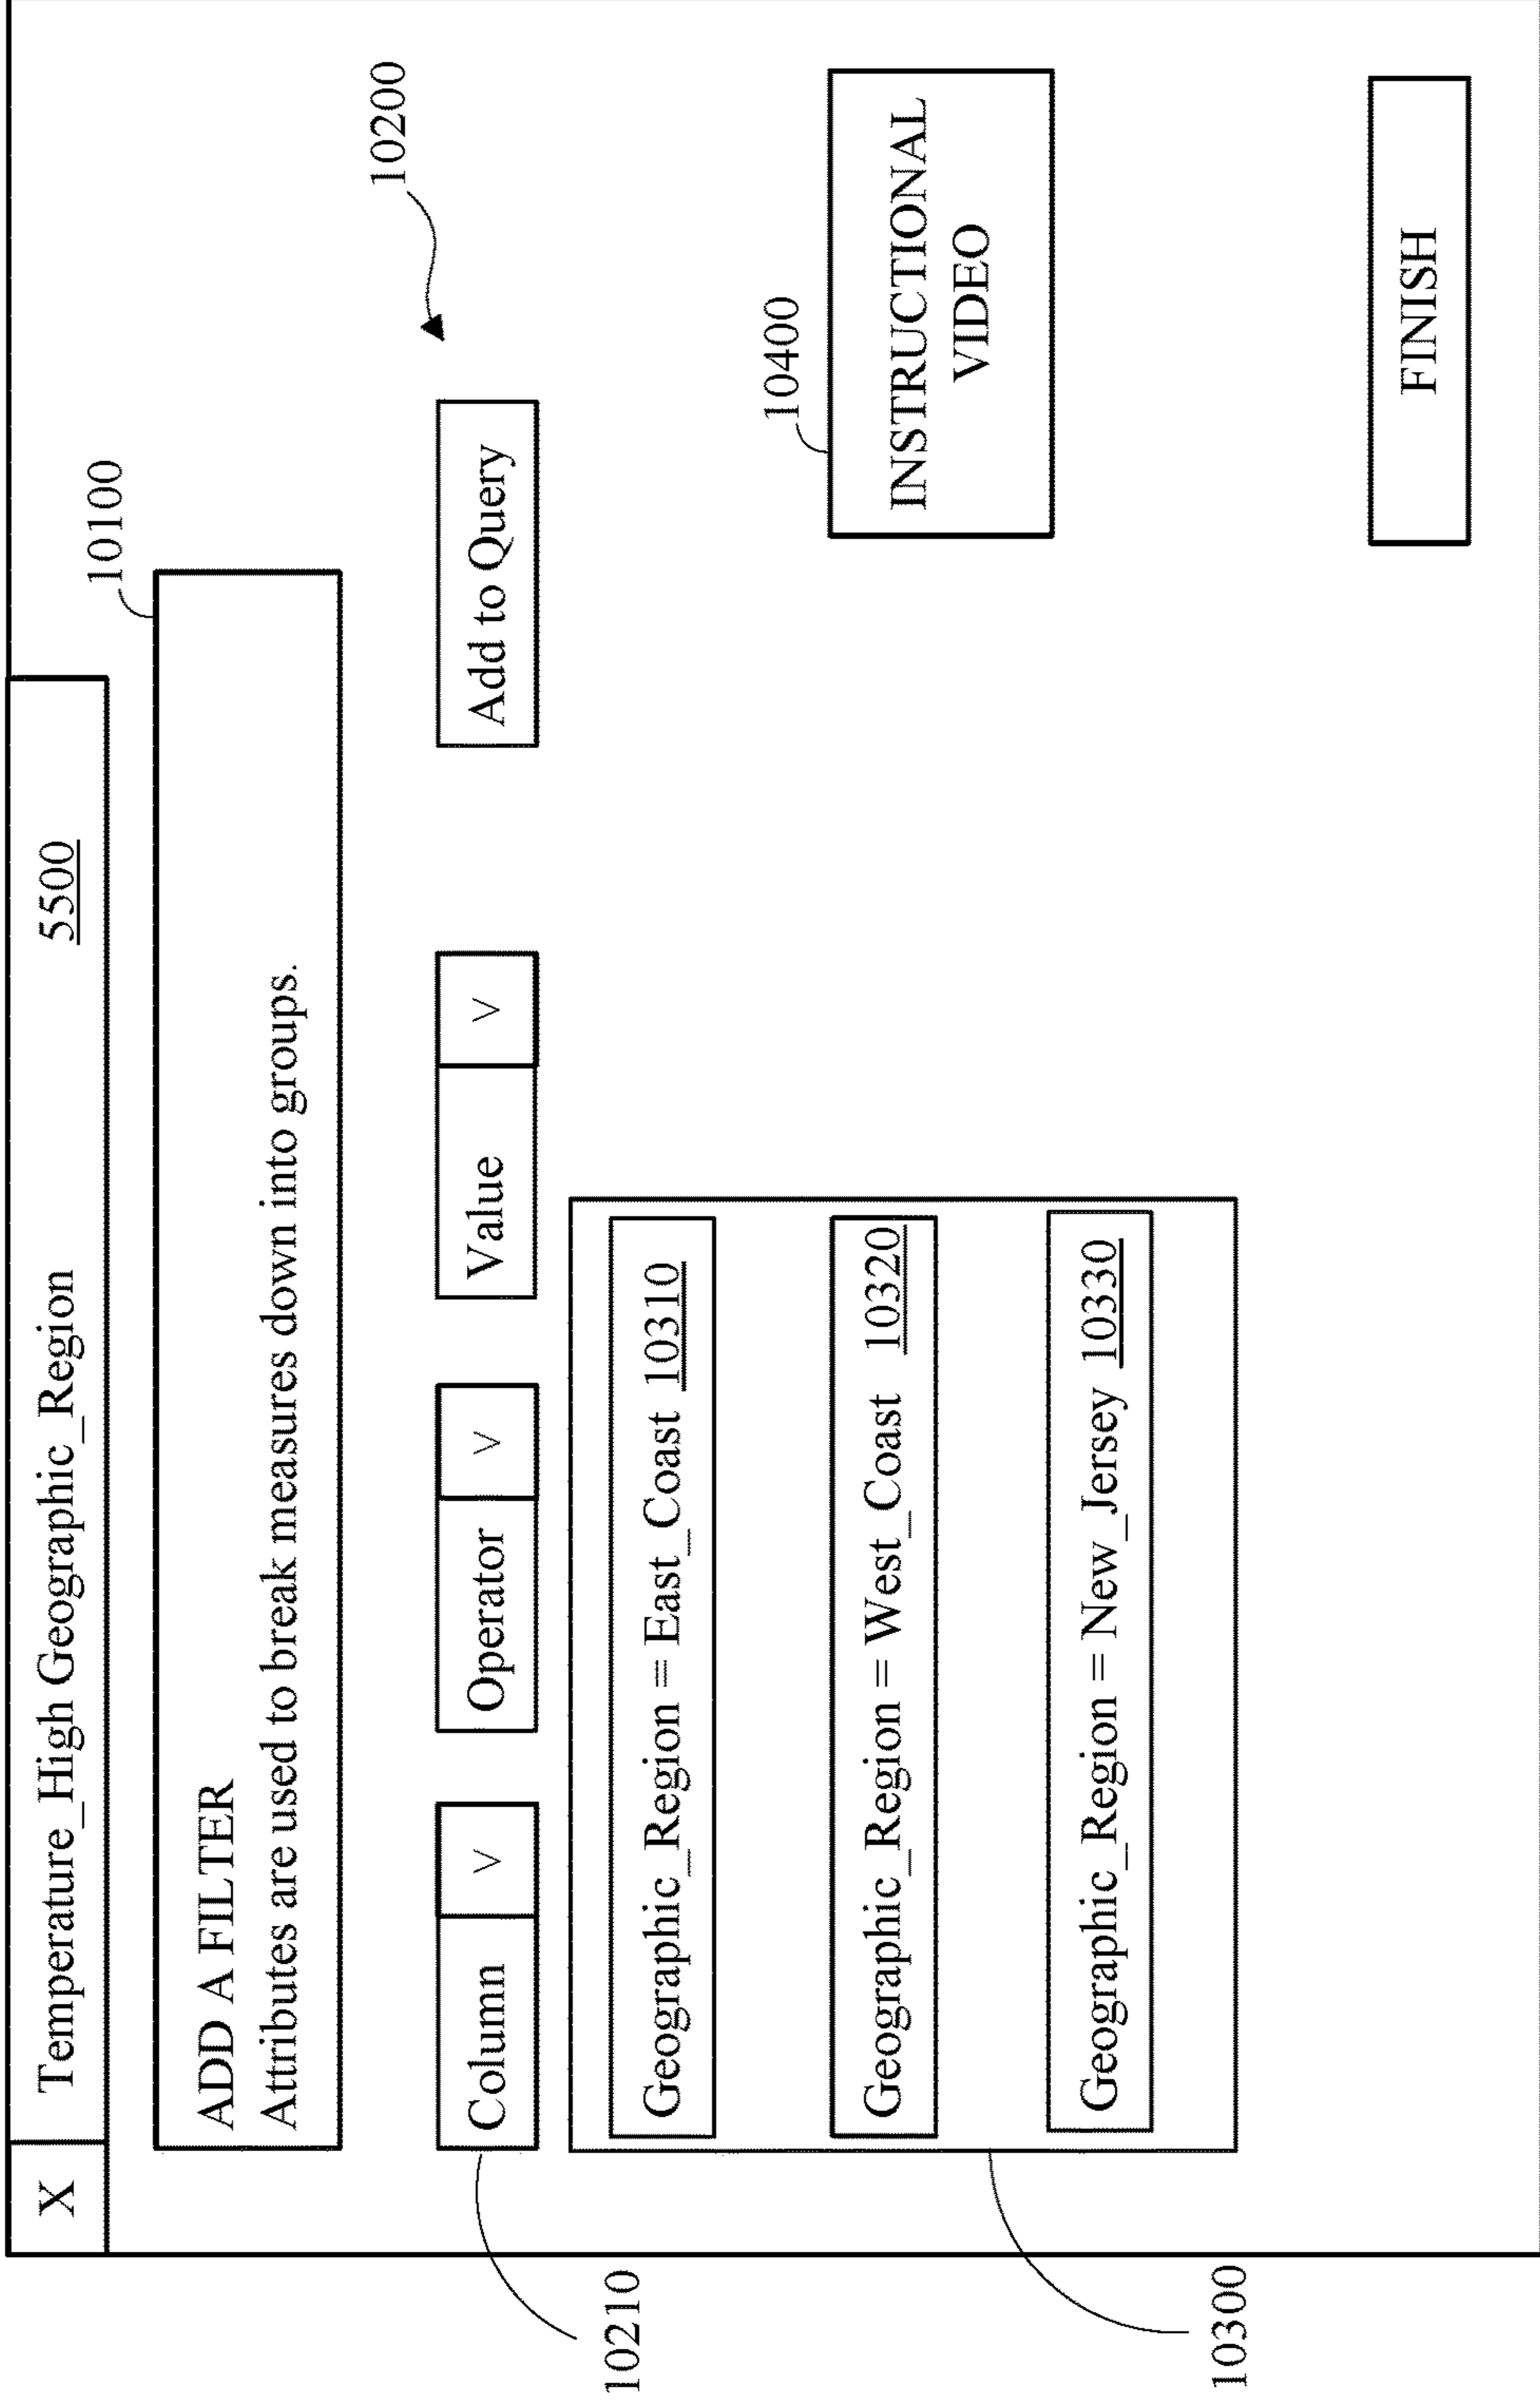 X Temperature_High Geographic_Region 5500
10100
ADD A FILTER
Attributes are used to break measures down into groups.
10200
Column V Operator V Value V Add to Query
10210
Geographic_Region = East_Coast 10310
10400
Geographic_Region = West_Coast 10320
INSTRUCTIONAL
VIDEO
Geographic_Region = New_Jersey 10330
10300
FINISH